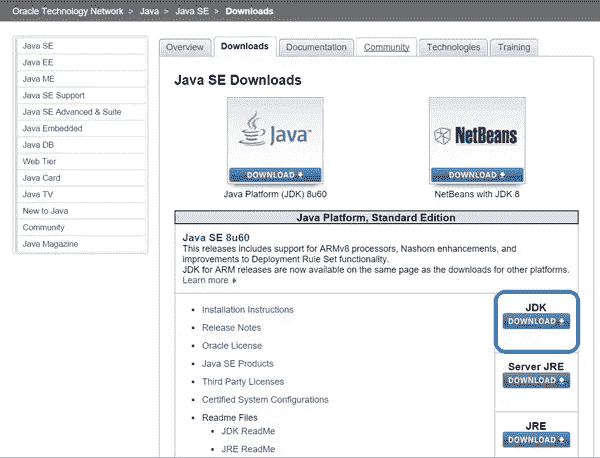 Oracle Technology Network > Java > Java SE > Downloads
Java SE
Java EE
Java ME
Java SE Support
Java SE Advanced & Suite
Java Embedded
Java DB
Web Tier
Java Card
Java TV
New to Java
Community
Java Magazine
Overview
Downloads
Documentation
Community
Technologies
Training
Java SE Downloads
Java™
DOWNLOAD
Java Platform (JDK) 8u60
NetBeans
DOWNLOAD
NetBeans with JDK 8
Java Platform, Standard Edition
Java SE 8u60
This releases includes support for ARMv8 processors, Nashorn enhancements, and
improvements to Deployment Rule Set functionality.
JDK for ARM releases are now available on the same page as the downloads for other platforms.
Learn more
Installation Instructions
Release Notes
Oracle License
Java SE Products
Third Party Licenses
Certified System Configurations
Readme Files
JDK ReadMe
JRE ReadMe
JDK
DOWNLOAD
Server JRE
DOWNLOAD
JRE
DOWNLOAD